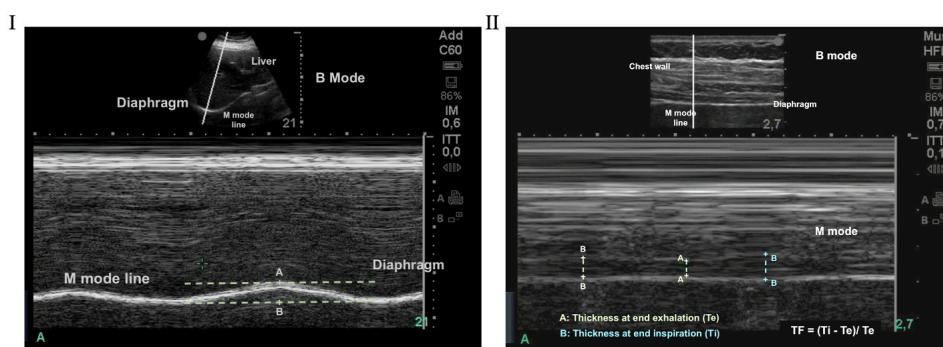 I
Add
C60
86%
IM
0,6
ITT
0,0
A
B
Liver
B Mode
Diaphragm
M mode
line
21
A
M mode line
Diaphragm
B
A
21
II
Mus
86%
IM
0,7
ITT
0,1
A
B
Chest wall
B mode
Diaphragm
M mode
line
2,7
M mode
B
A
B
B
A
B
A: Thickness at end exhalation (Te)
B: Thickness at end inspiration (Ti)
TF = (Ti - Te)/ Te
A
2,7